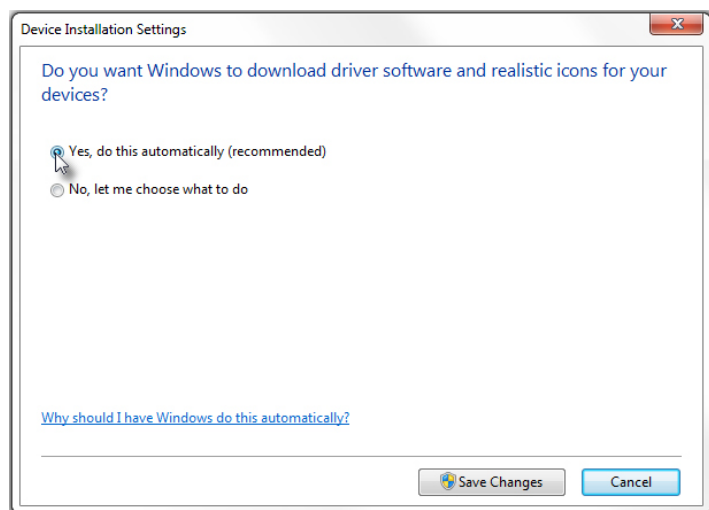 Device Installation Settings
Do you want Windows to download driver software and realistic icons for your
devices?
Yes, do this automatically (recommended)
No, let me choose what to do
Why should I have Windows do this automatically?
Save Changes
Cancel